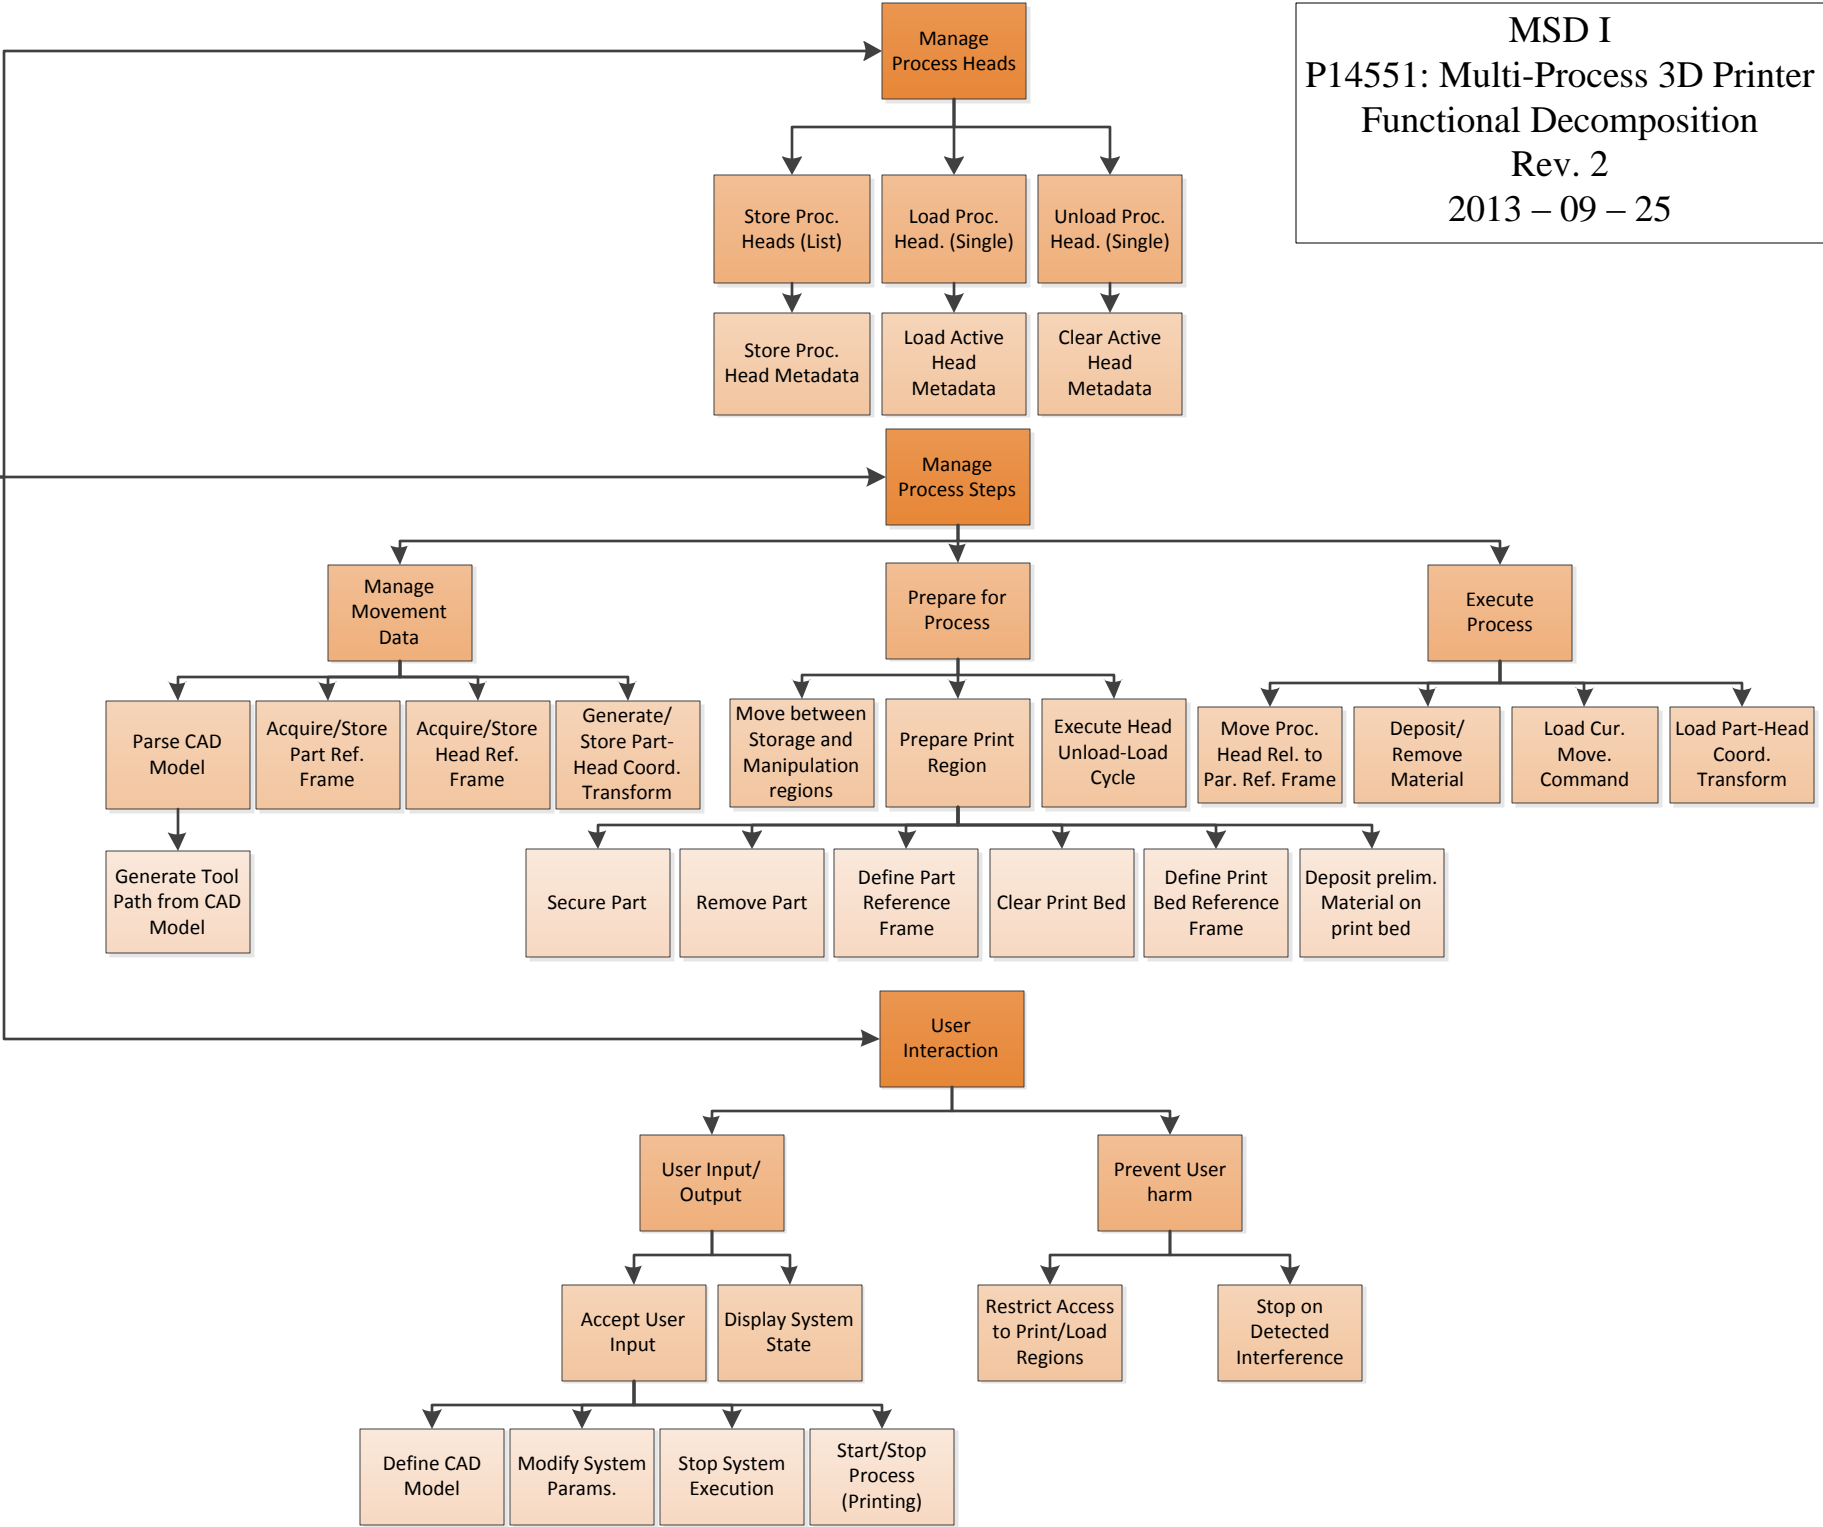 MSD I
P14551: Multi-Process 3D Printer
Functional Decomposition
Rev. 2
2013 – 09 – 25
Manage
Process Heads
Store Proc.
Heads (List)
Load Proc.
Head. (Single)
Unload Proc.
Head. (Single)
Store Proc.
Head Metadata
Load Active
Head
Metadata
Clear Active
Head
Metadata
Manage
Process Steps
Manage
Movement
Data
Prepare for
Process
Execute
Process
Parse CAD
Model
Acquire/Store
Part Ref.
Frame
Acquire/Store
Head Ref.
Frame
Generate/
Store Part-
Head Coord.
Transform
Move between
Storage and
Manipulation
regions
Prepare Print
Region
Execute Head
Unload-Load
Cycle
Move Proc.
Head Rel. to
Par. Ref. Frame
Deposit/
Remove
Material
Load Cur.
Move.
Command
Load Part-Head
Coord.
Transform
Generate Tool
Path from CAD
Model
Secure Part
Remove Part
Define Part
Reference
Frame
Clear Print Bed
Define Print
Bed Reference
Frame
Deposit prelim.
Material on
print bed
User
Interaction
User Input/
Output
Prevent User
harm
Accept User
Input
Display System
State
Restrict Access
to Print/Load
Regions
Stop on
Detected
Interference
Define CAD
Model
Modify System
Params.
Stop System
Execution
Start/Stop
Process
(Printing)